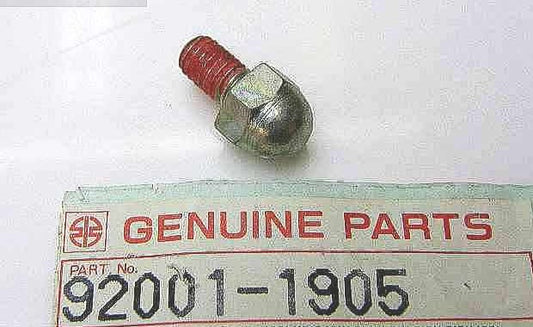 GENUINE PARTS
PART No.
92001-1905